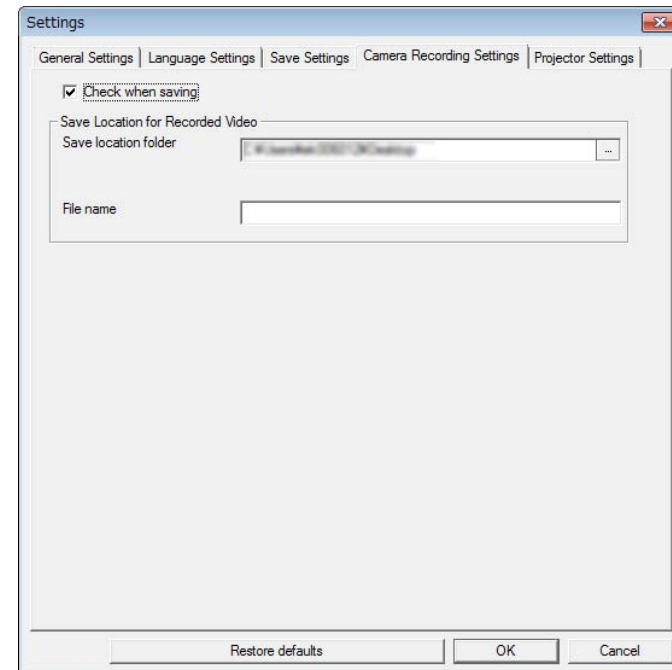 Settings
General Settings Language Settings Save Settings Camera Recording Settings Projector Settings
Check when saving
Save Location for Recorded Video
Save location folder
...
File name
Restore defaults OK Cancel